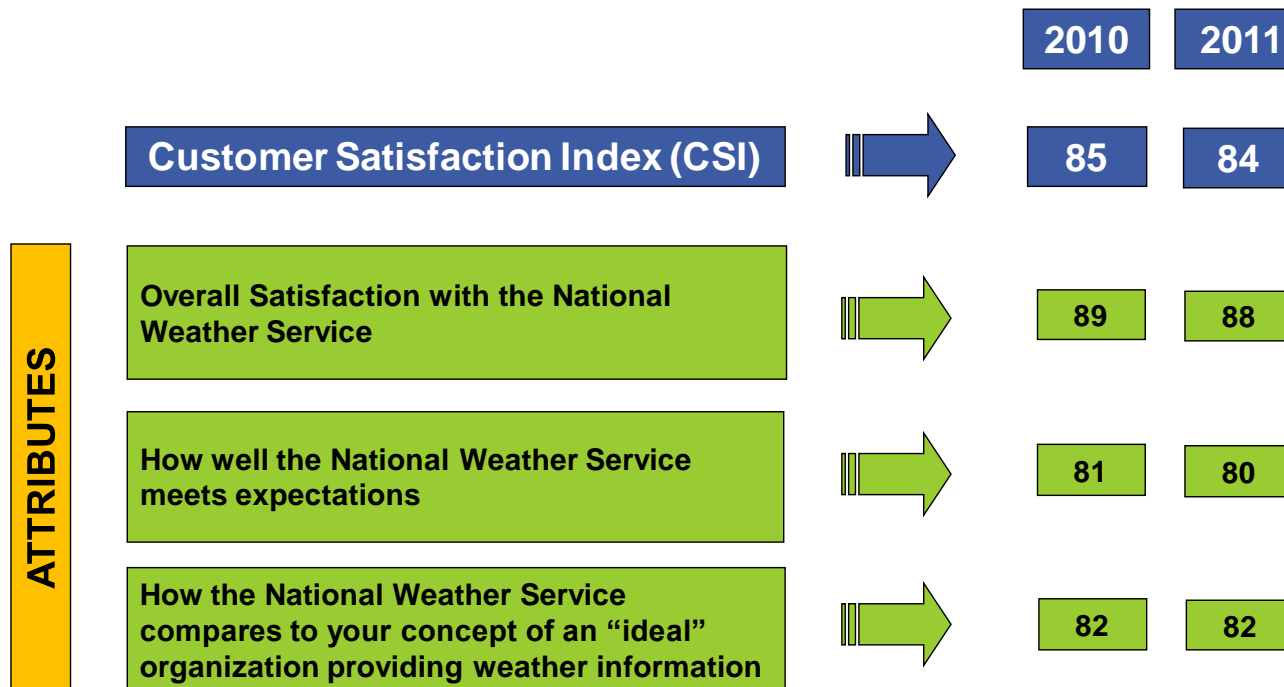 2010 2011
Customer Satisfaction Index (CSI) 85 84
ATTRIBUTES
Overall Satisfaction with the National
Weather Service
89 88
How well the National Weather Service
meets expectations
81 80
How the National Weather Service
compares to your concept of an “ideal”
organization providing weather information
82 82